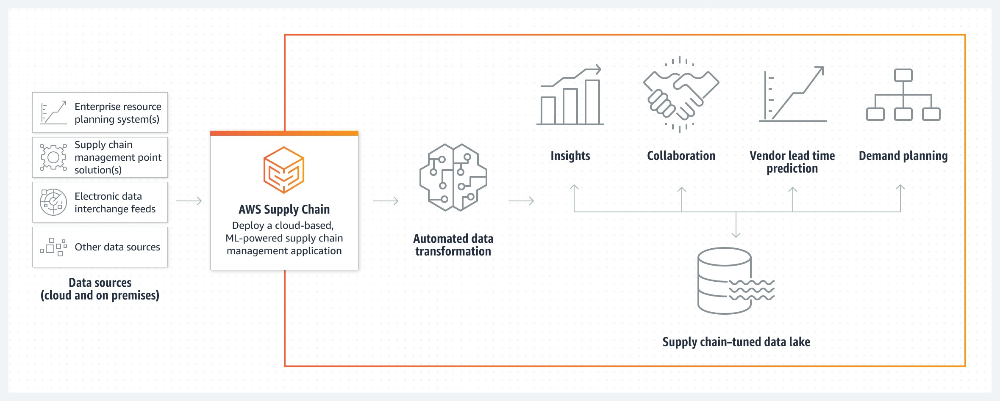 Enterprise resource
planning system(s)
Supply chain
management point
solution(s)
Electronic data
interchange feeds
Other data sources
Data sources
(cloud and on premises)
AWS Supply Chain
Deploy a cloud-based,
ML-powered supply chain
management application
Automated data
transformation
Insights
Collaboration
Vendor lead time
prediction
Demand planning
Supply chain–tuned data lake